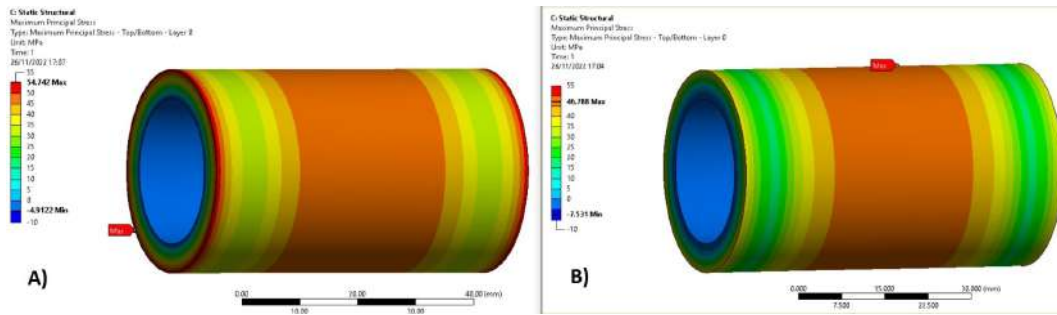 C: Static Structural
Maximum Principal Stress
Type: Maximum Principal Stress - Top/Bottom - Layer 0
Unit: MPa
Time: 1
26/11/2022 17:07
55
54.742 Max
50
45
40
35
30
25
20
15
10
5
0
-4.9122 Min
-10
Max
A)
0.00
20.00
40.00 (mm)
10.00
30.00
C: Static Structural
Maximum Principal Stress
Type: Maximum Principal Stress - Top/Bottom - Layer 0
Unit: MPa
Time: 1
26/11/2022 17:04
55
46.788 Max
40
35
30
25
20
15
10
5
0
-7.531 Min
-10
Max
B)
0.000
15.000
30.000 (mm)
7.500
22.500